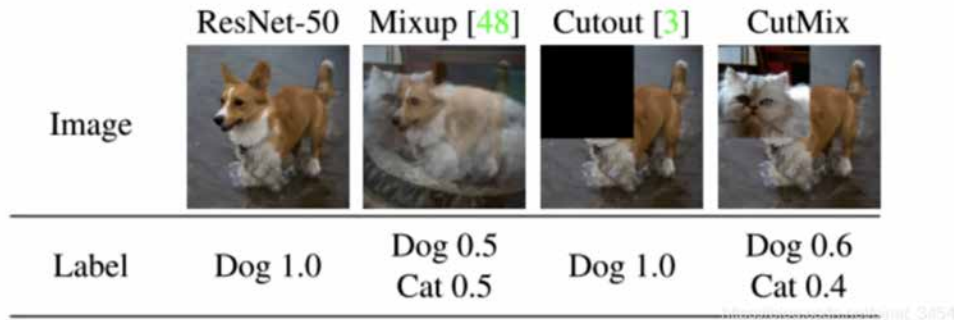 ResNet-50 Mixup [48] Cutout [3] CutMix
Image
Label Dog 1.0 Dog 0.5 Cat 0.5 Dog 1.0 Dog 0.6 Cat 0.4